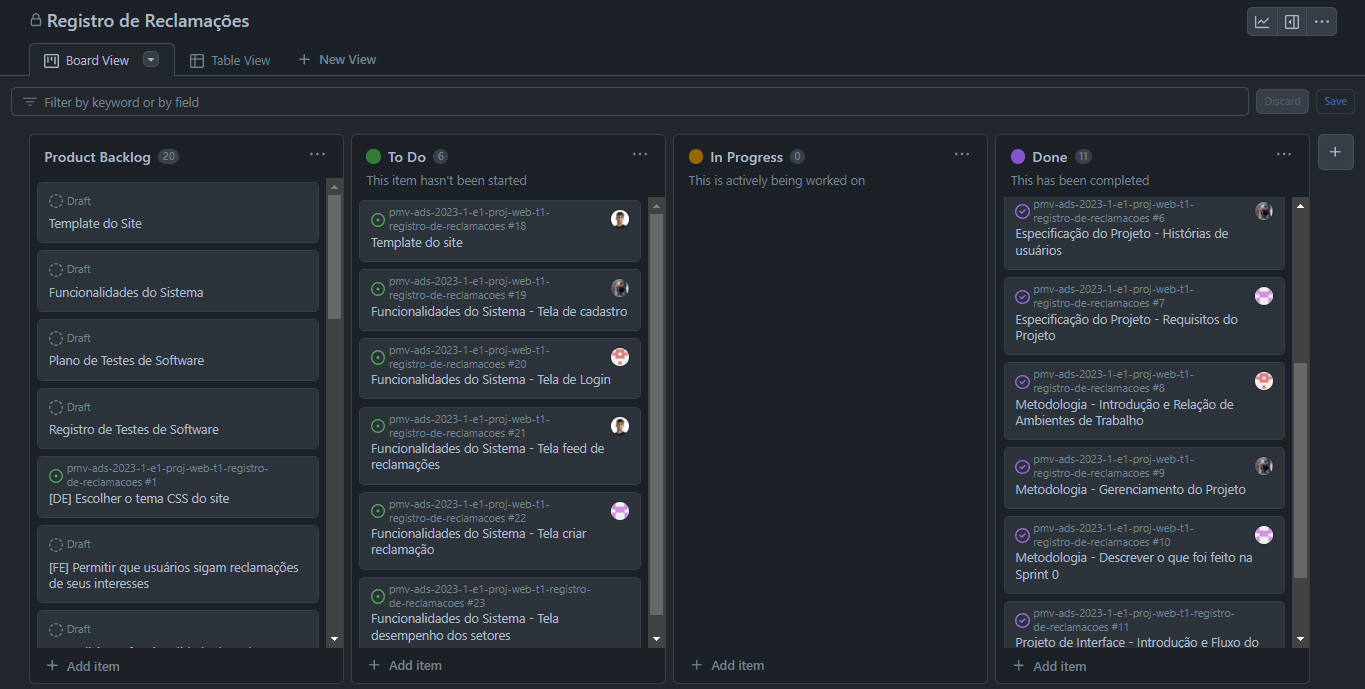 Registro de Reclamações
Board View
Table View
New View
Filter by keyword or by field
Discard
Save
Product Backlog 20
Draft
Template do Site
Draft
Funcionalidades do Sistema
Draft
Plano de Testes de Software
Draft
Registro de Testes de Software
pmv-ads-2023-1-e1-proj-web-t1-registro-
de-reclamacoes #1
[DE] Escolher o tema CSS do site
Draft
[FE] Permitir que usuários sigam reclamações
de seus interesses
Draft
Add item
To Do 6
This item hasn't been started
pmv-ads-2023-1-e1-proj-web-t1-
registro-de-reclamacoes #18
Template do site
pmv-ads-2023-1-e1-proj-web-t1-
registro-de-reclamacoes #19
Funcionalidades do Sistema - Tela de cadastro
pmv-ads-2023-1-e1-proj-web-t1-
registro-de-reclamacoes #20
Funcionalidades do Sistema - Tela de Login
pmv-ads-2023-1-e1-proj-web-t1-
registro-de-reclamacoes #21
Funcionalidades do Sistema - Tela feed de
reclamações
pmv-ads-2023-1-e1-proj-web-t1-
registro-de-reclamacoes #22
Funcionalidades do Sistema - Tela criar
reclamação
pmv-ads-2023-1-e1-proj-web-t1-registro-
de-reclamacoes #23
Funcionalidades do Sistema - Tela
desempenho dos setores
Add item
In Progress 0
This is actively being worked on
Add item
Done 11
This has been completed
pmv-ads-2023-1-e1-proj-web-t1-
registro-de-reclamacoes #6
Especificação do Projeto - Histórias de
usuários
pmv-ads-2023-1-e1-proj-web-t1-
registro-de-reclamacoes #7
Especificação do Projeto - Requisitos do
Projeto
pmv-ads-2023-1-e1-proj-web-t1-
registro-de-reclamacoes #8
Metodologia - Introdução e Relação de
Ambientes de Trabalho
pmv-ads-2023-1-e1-proj-web-t1-
registro-de-reclamacoes #9
Metodologia - Gerenciamento do Projeto
pmv-ads-2023-1-e1-proj-web-t1-
registro-de-reclamacoes #10
Metodologia - Descrever o que foi feito na
Sprint 0
pmv-ads-2023-1-e1-proj-web-t1-registro-
de-reclamacoes #11
Projeto de Interface - Introdução e Fluxo do
Add item